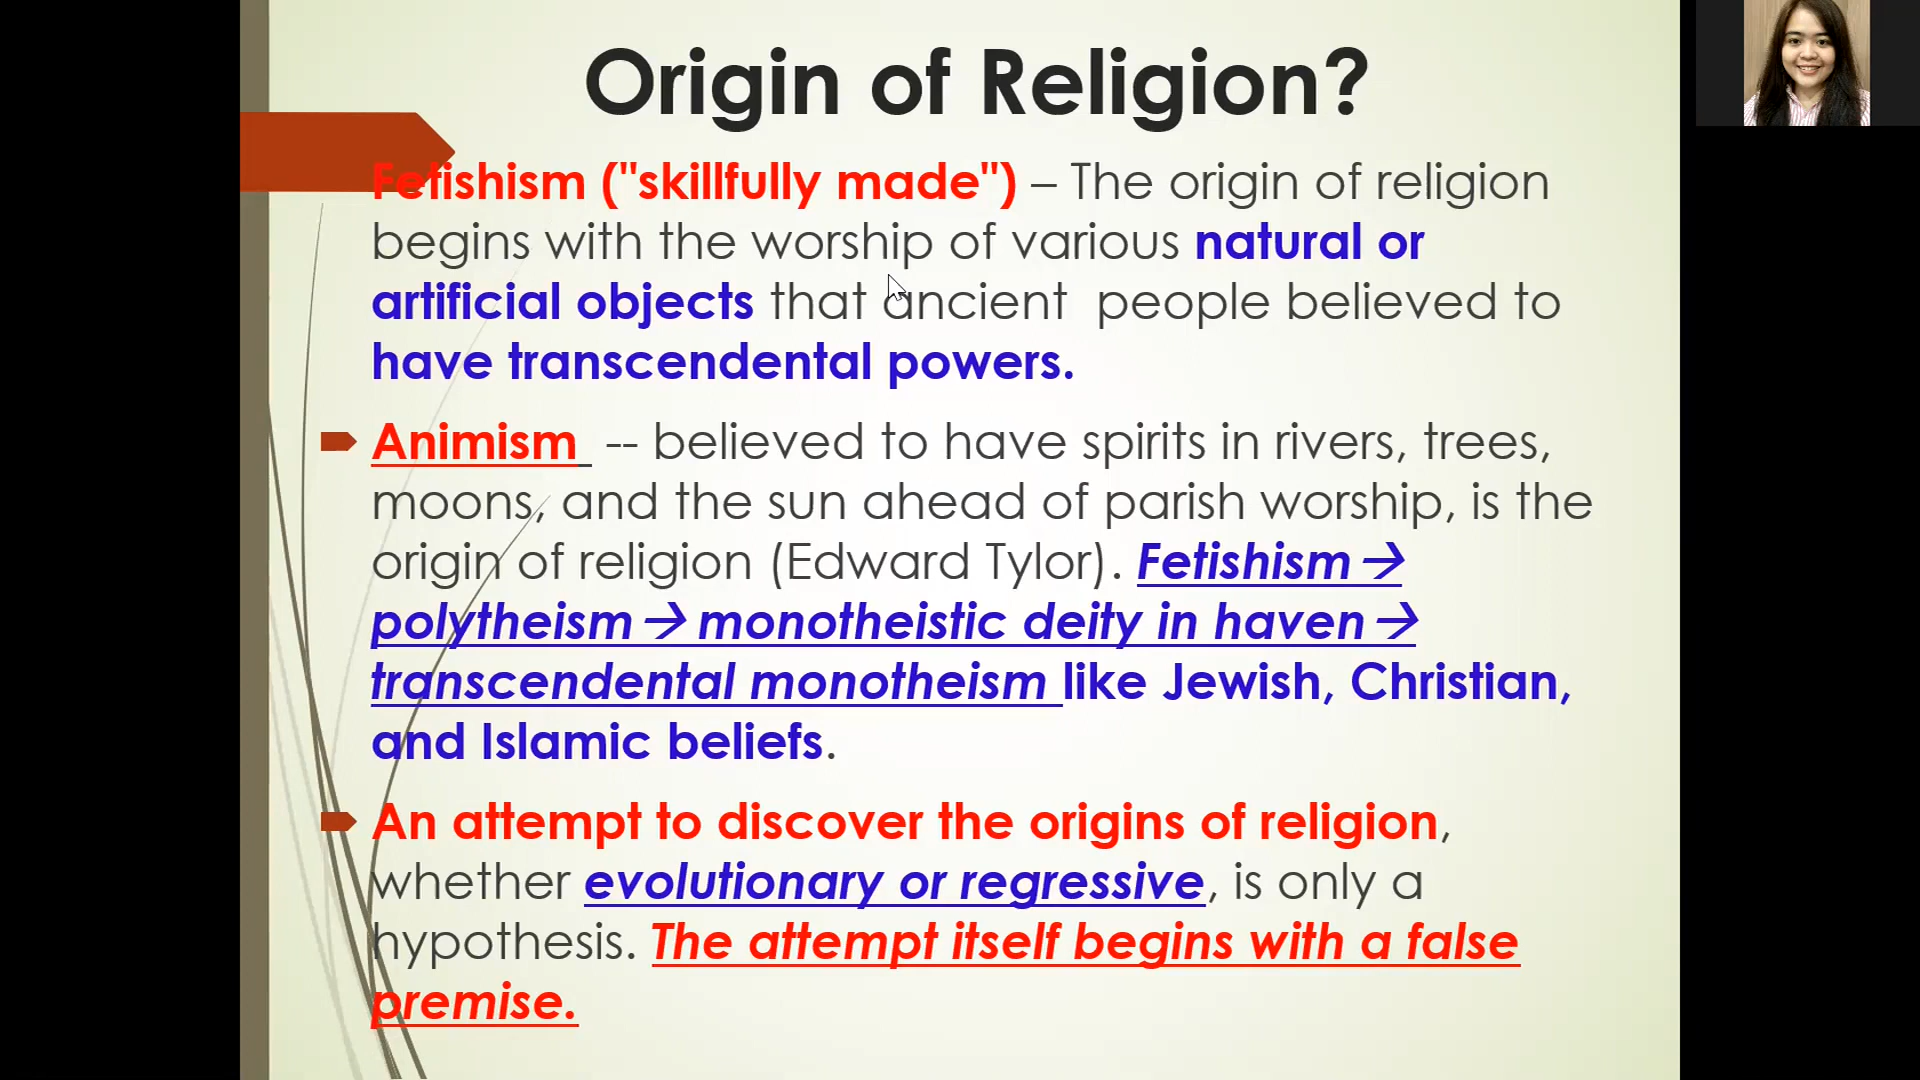 Origin of Religion?
Fetishism ("skillfully made") – The origin of religion
begins with the worship of various natural or
artificial objects that ancient  people believed to
have transcendental powers.
Animism  -- believed to have spirits in rivers, trees,
moons, and the sun ahead of parish worship, is the
origin of religion (Edward Tylor). Fetishism→
polytheism→ monotheistic deity in haven→
transcendental monotheism like Jewish, Christian,
and Islamic beliefs.
An attempt to discover the origins of religion,
whether evolutionary or regressive, is only a
hypothesis. The attempt itself begins with a false
premise.